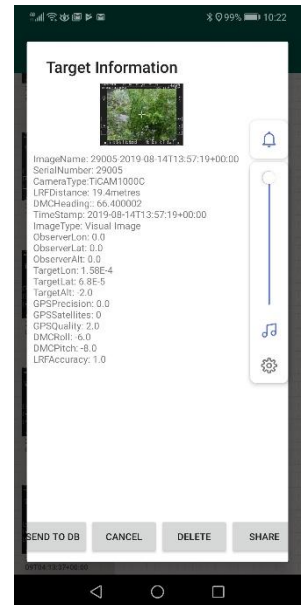 99% 10:22
Target Information
ImageName: 29005 2019-08-14T13:57:19+00:00
SerialNumber: 29005
CameraType:TiCAM1000C
LRFDistance: 19.4metres
DMCHeading:: 66.400002
TimeStamp: 2019-08-14T13:57:19+00:00
ImageType: Visual Image
ObserverLon: 0.0
ObserverLat: 0.0
ObserverAlt: 0.0
TargetLon: 1.58E-4
TargetLat: 6.8E-5
TargetAlt: -2.0
GPSPrecision: 0.0
GPSSatellites: 0
GPSQuality: 2.0
DMCRoll: -6.0
DMCPitch: -8.0
LRFAccuracy: 1.0
SEND TO DB CANCEL DELETE SHARE